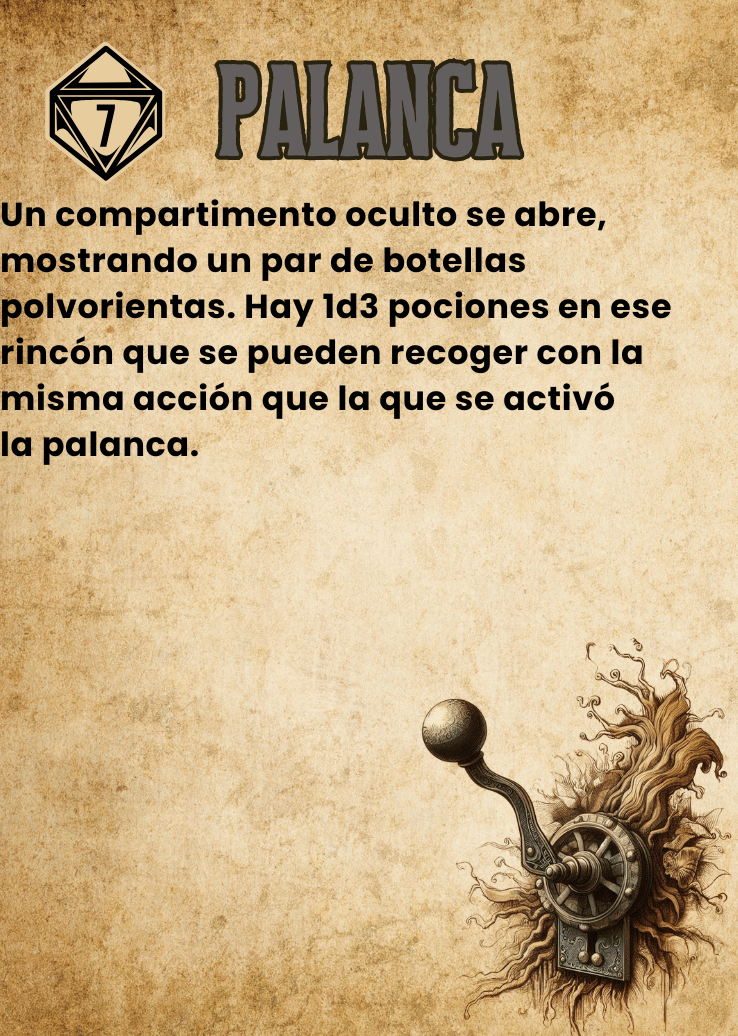 7
PALANCA
Un compartimento oculto se abre,
mostrando un par de botellas
polvorientas. Hay 1d3 pociones en ese
rincón que se pueden recoger con la
misma acción que la que se activó
la palanca.